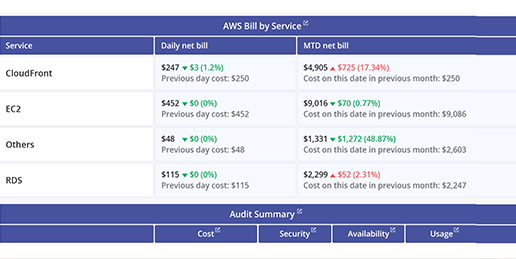 AWS Bill by Service
Service Daily net bill MTD net bill
CloudFront
$247 ▼ $3 (1.2%)
Previous day cost: $250
$4,905 ▲ $725 (17.34%)
Cost on this date in previous month: $250
EC2
$452 ▼ $0 (0%)
Previous day cost: $452
$9,016 ▼ $70 (0.77%)
Cost on this date in previous month: $9,086
Others
$48 ▼ $0 (0%)
Previous day cost: $48
$1,331 ▼ $1,272 (48.87%)
Cost on this date in previous month: $2,603
RDS
$115 ▼ $0 (0%)
Previous day cost: $115
$2,299 ▲ $52 (2.31%)
Cost on this date in previous month: $2,247
Audit Summary
Cost Security Availability Usage